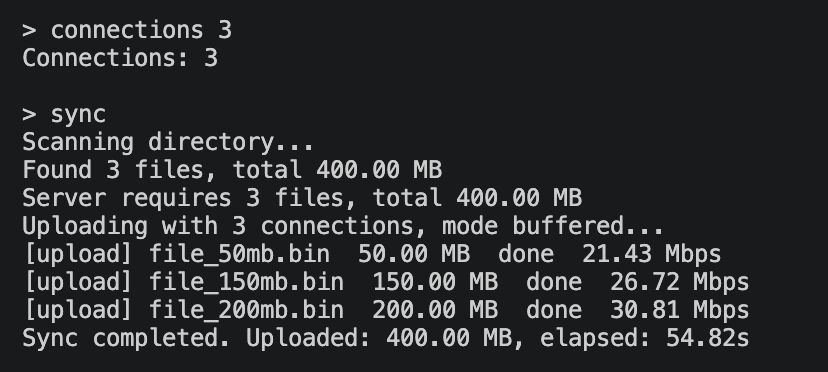 > connections 3
Connections: 3
> sync
Scanning directory...
Found 3 files, total 400.00 MB
Server requires 3 files, total 400.00 MB
Uploading with 3 connections, mode buffered...
[upload] file_50mb.bin  50.00 MB  done  21.43 Mbps
[upload] file_150mb.bin  150.00 MB  done  26.72 Mbps
[upload] file_200mb.bin  200.00 MB  done  30.81 Mbps
Sync completed. Uploaded: 400.00 MB, elapsed: 54.82s